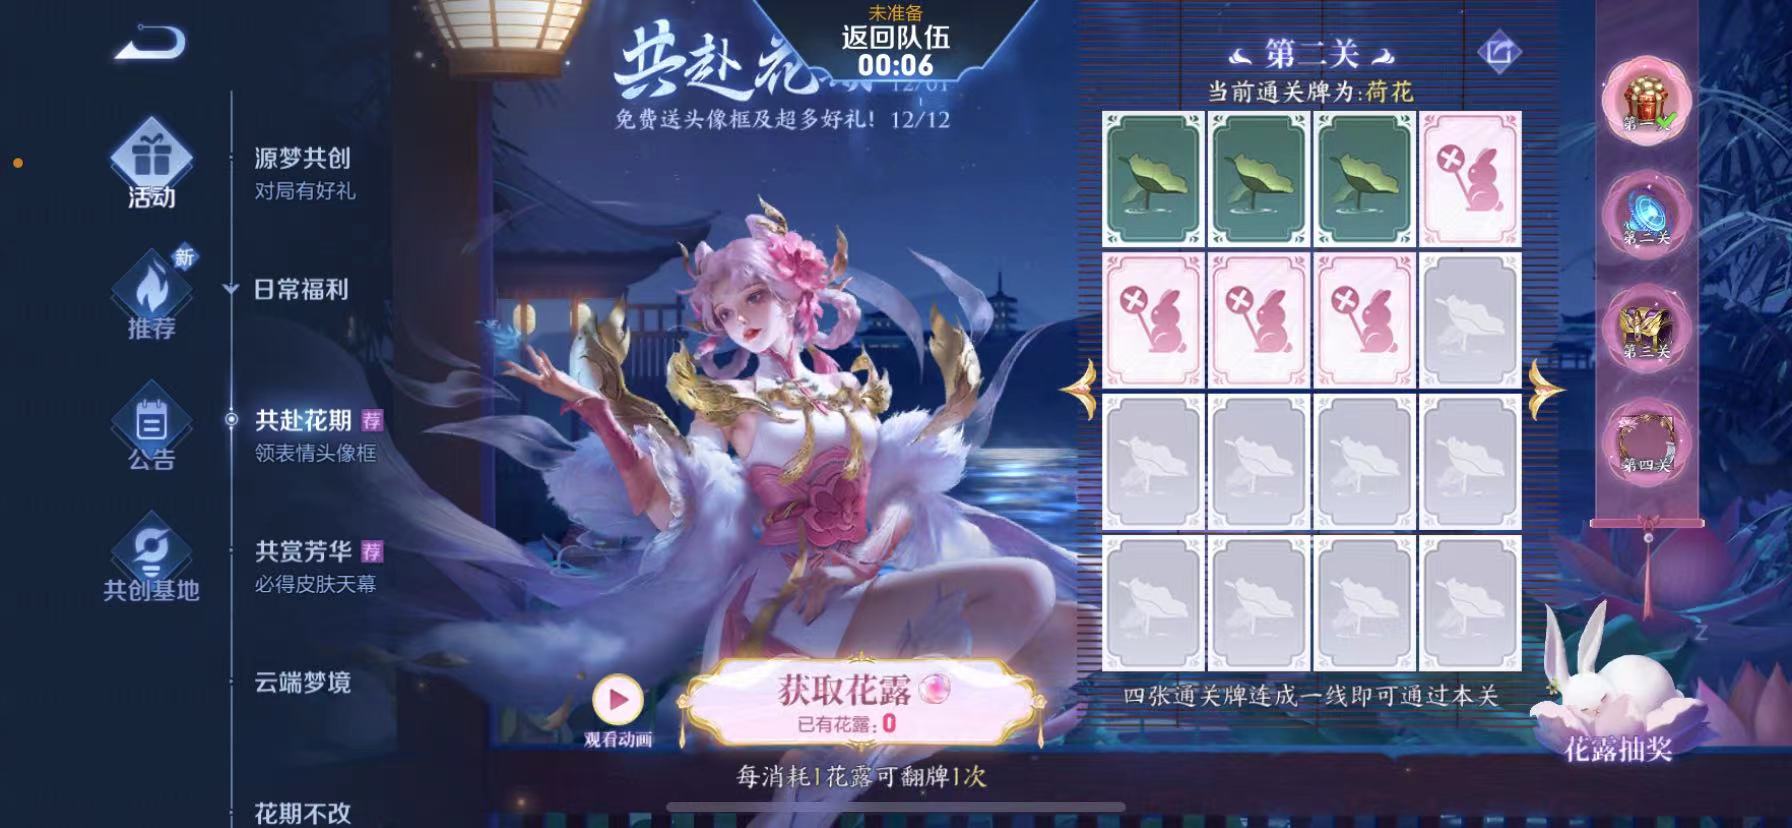 未准备
返回队伍
00:06
共赴花
12/01
免费送头像框及超多好礼! 12/12
活动
新
推荐
公告
共创基地
源梦共创
对局有好礼
日常福利
共赴花期 荐
领表情头像框
共赏芳华 荐
必得皮肤天幕
云端梦境
花期不改
观看动画
获取花露
已有花露: 0
每消耗1花露可翻牌1次
第二关
当前通关牌为:荷花
四张通关牌连成一线即可通过本关
第一关
第二关
第三关
第四关
Z
花露抽奖